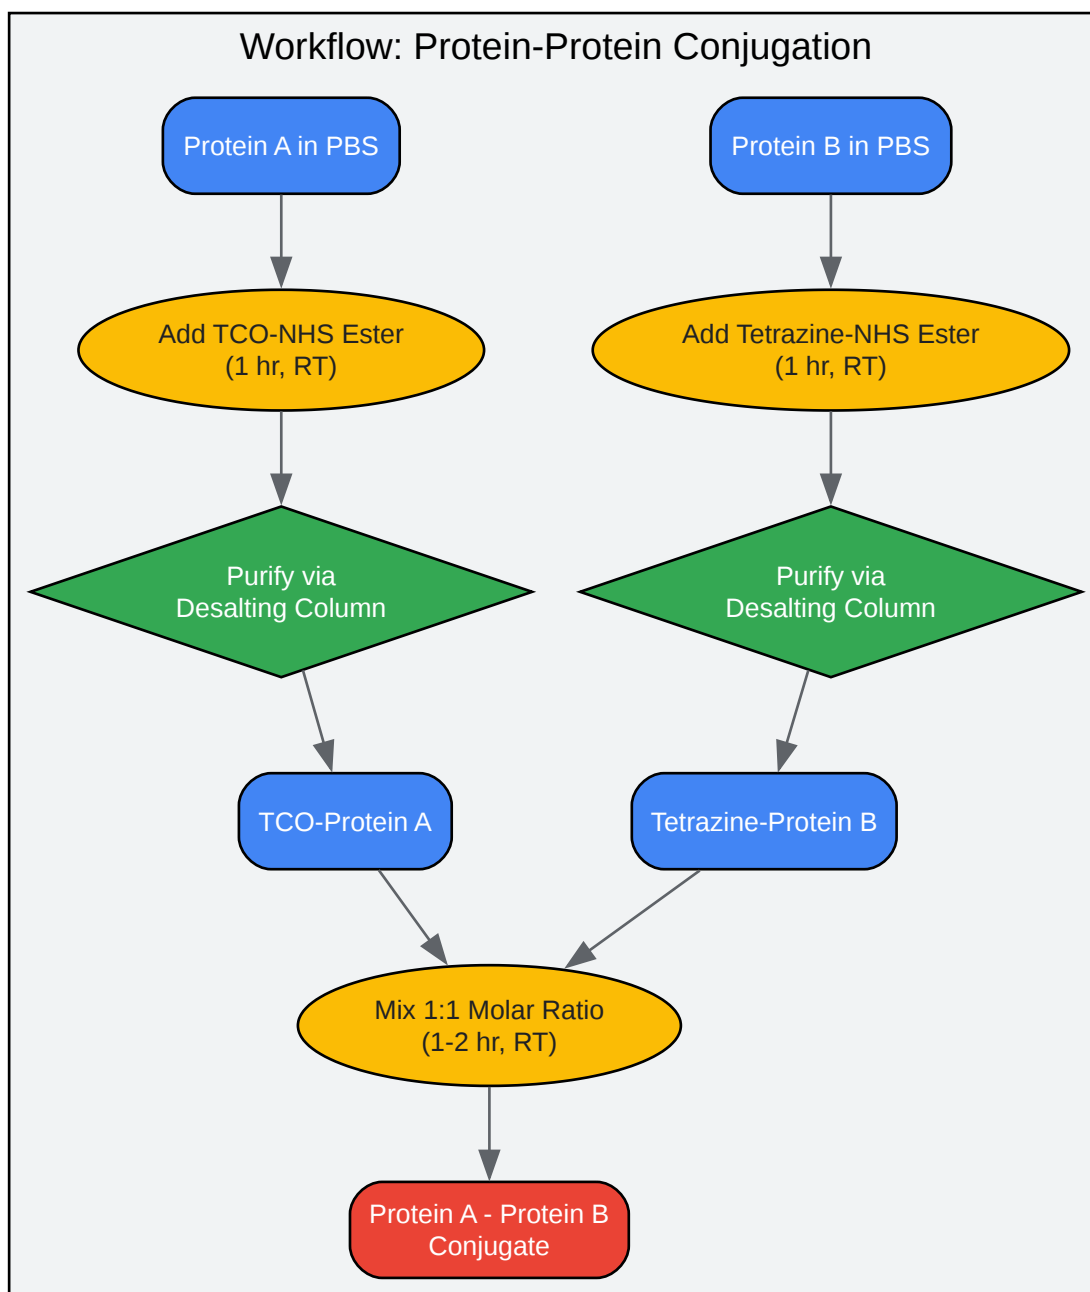 Workflow: Protein-Protein Conjugation
Protein A in PBS
Protein B in PBS
Add TCO-NHS Ester
(1 hr, RT)
Add Tetrazine-NHS Ester
(1 hr, RT)
Purify via
Desalting Column
Purify via
Desalting Column
TCO-Protein A
Tetrazine-Protein B
Mix 1:1 Molar Ratio
(1-2 hr, RT)
Protein A - Protein B
Conjugate